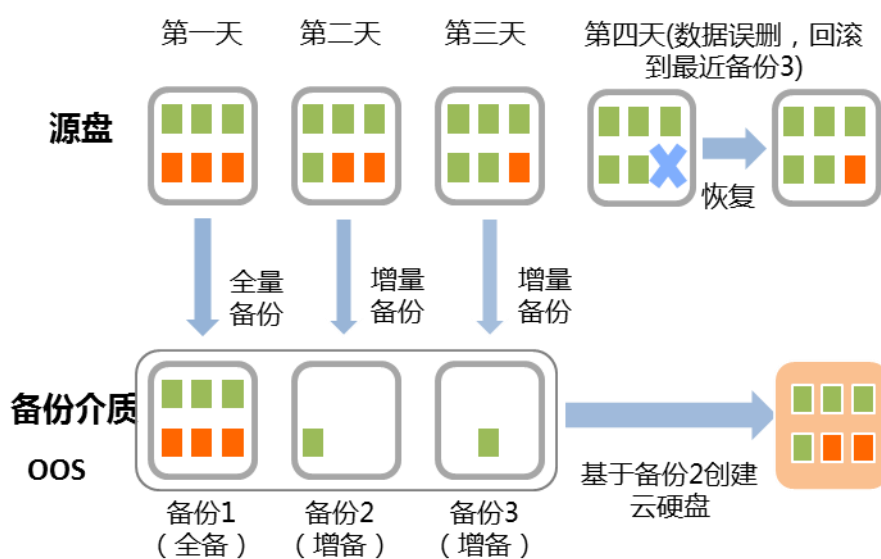 第一天
第二天
第三天
第四天(数据误删，回滚
到最近备份3)
源盘
恢复
全量
备份
增量
备份
增量
备份
备份介质
OOS
基于备份2创建
云硬盘
备份1
（全备）
备份2
（增备）
备份3
（增备）